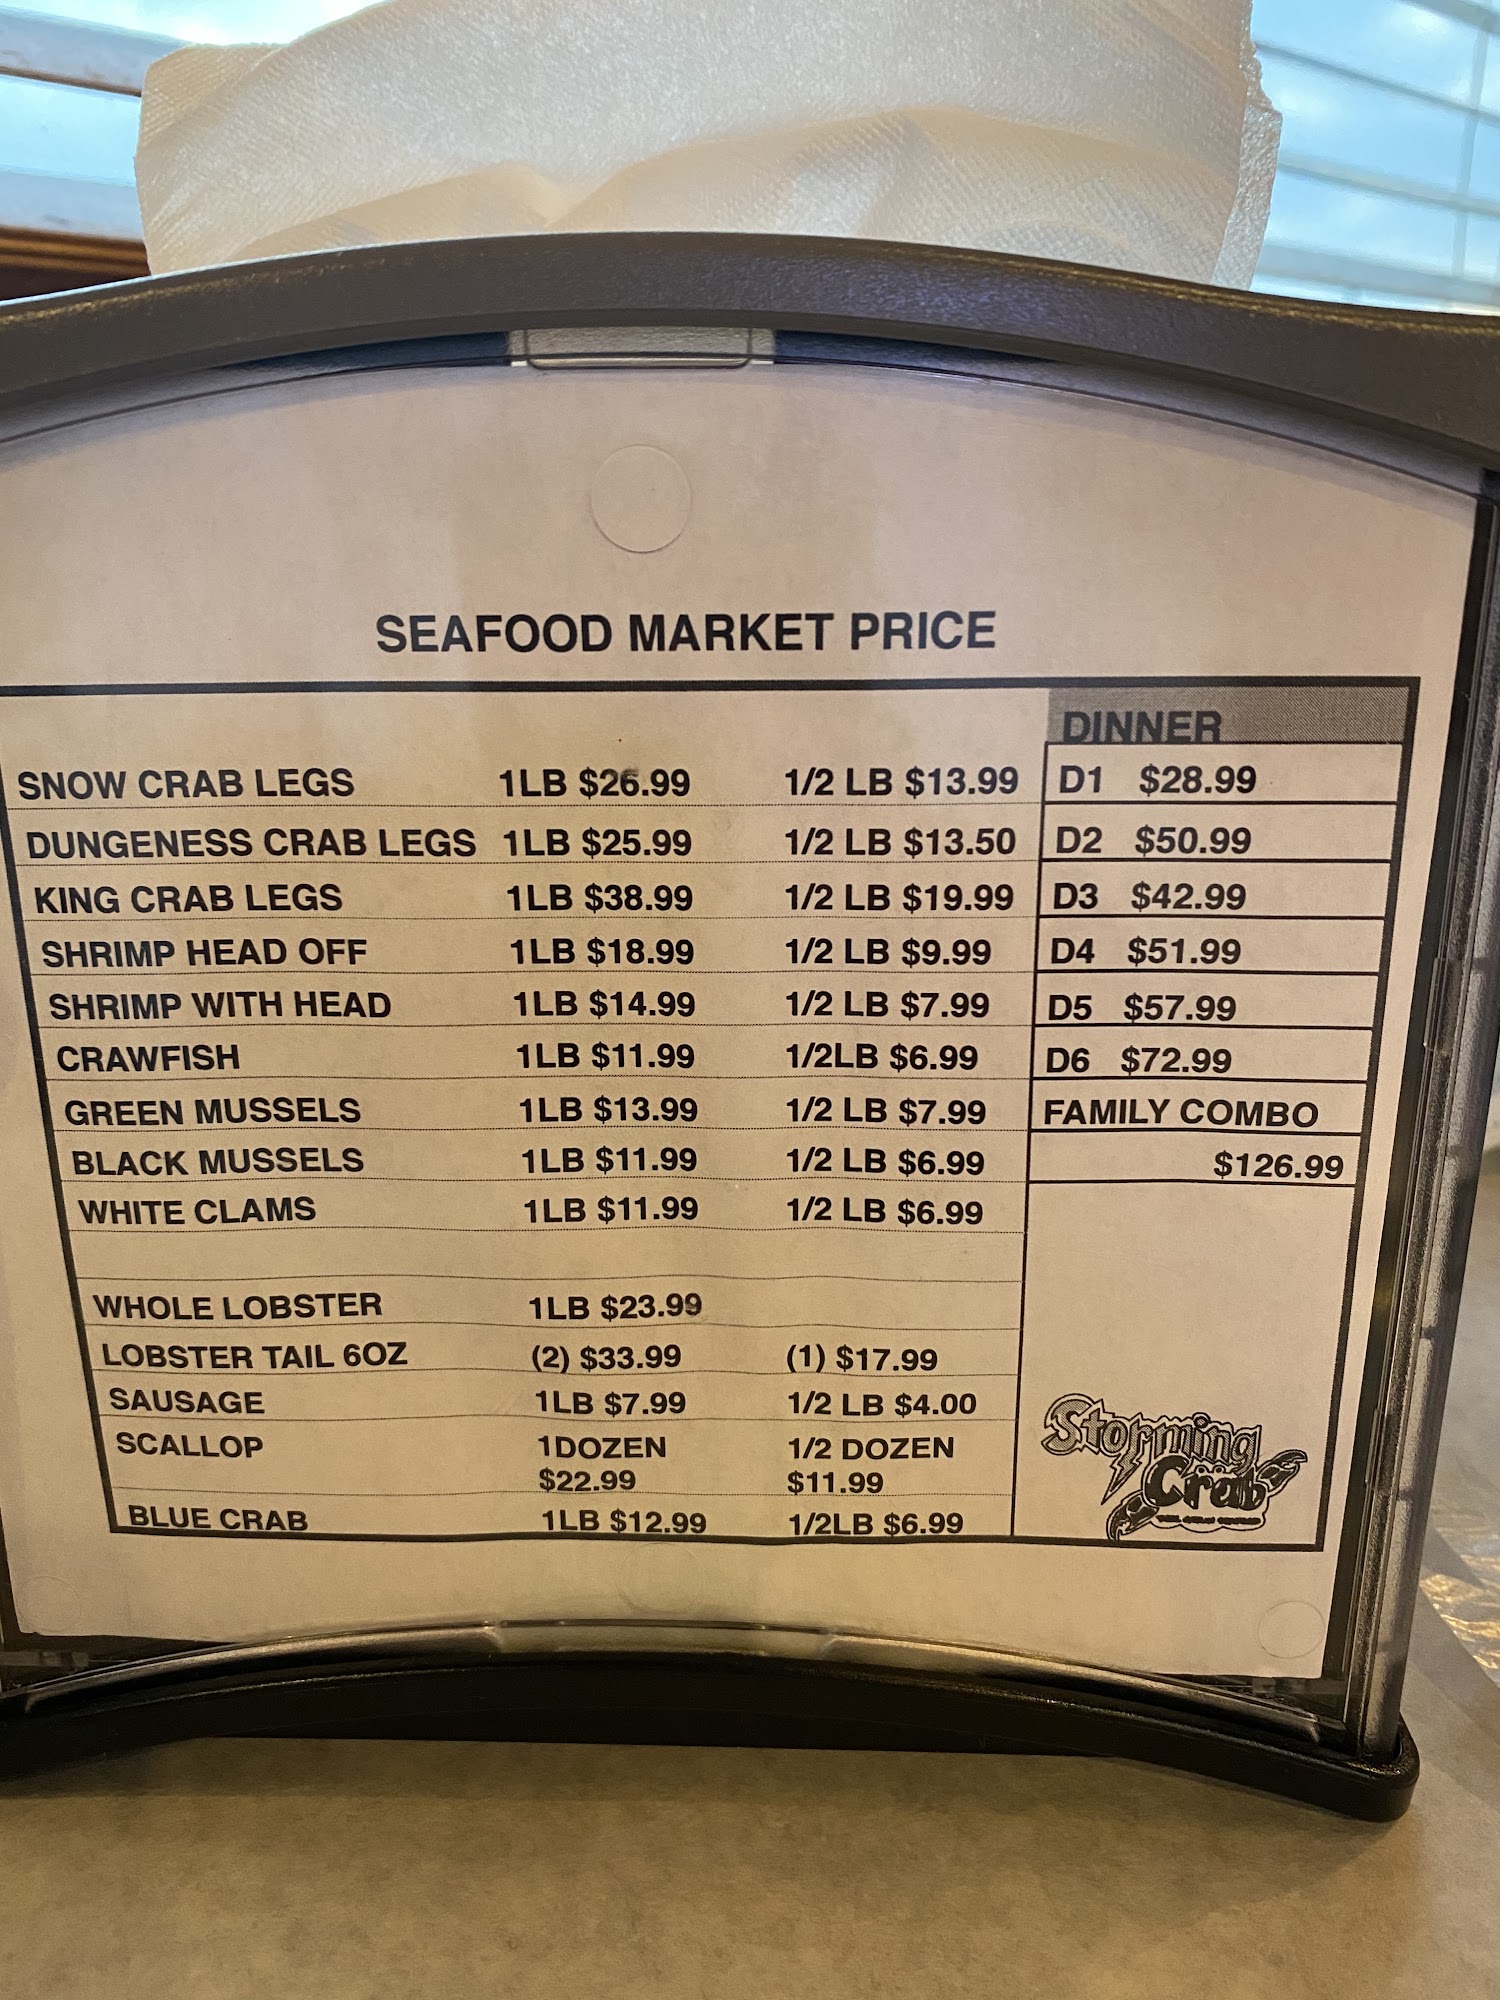 SEAFOOD MARKET PRICE
DINNER
SNOW CRAB LEGS 1LB $26.99 1/2 LB $13.99 D1 $28.99
DUNGENESS CRAB LEGS 1LB $25.99 1/2 LB $13.50 D2 $50.99
KING CRAB LEGS 1LB $38.99 1/2 LB $19.99 D3 $42.99
SHRIMP HEAD OFF 1LB $18.99 1/2 LB $9.99 D4 $51.99
SHRIMP WITH HEAD 1LB $14.99 1/2 LB $7.99 D5 $57.99
CRAWFISH 1LB $11.99 1/2LB $6.99 D6 $72.99
GREEN MUSSELS 1LB $13.99 1/2 LB $7.99 FAMILY COMBO
BLACK MUSSELS 1LB $11.99 1/2 LB $6.99 $126.99
WHITE CLAMS 1LB $11.99 1/2 LB $6.99
WHOLE LOBSTER 1LB $23.99
LOBSTER TAIL 6OZ (2) $33.99 (1) $17.99
SAUSAGE 1LB $7.99 1/2 LB $4.00
SCALLOP 1DOZEN 1/2 DOZEN
$22.99 $11.99
BLUE CRAB 1LB $12.99 1/2LB $6.99
Storming
Crab